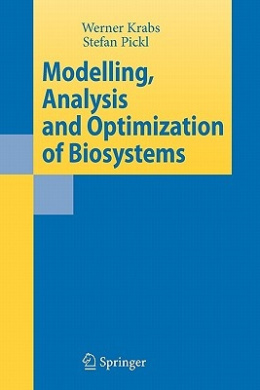 Werner Krabs
Stefan Pickl
Modelling,
Analysis
and Optimization
of Biosystems
Springer